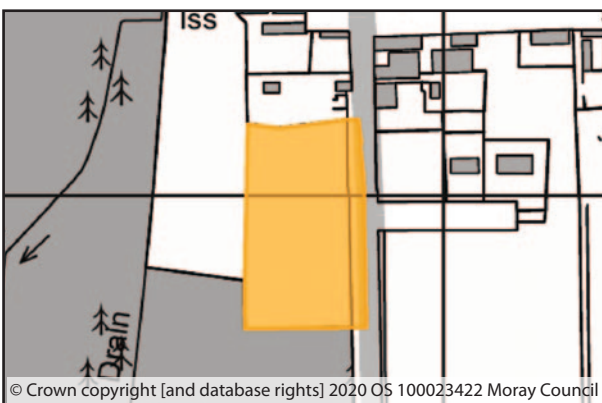 Iss
Drain
© Crown copyright [and database rights] 2020 OS 100023422 Moray Council